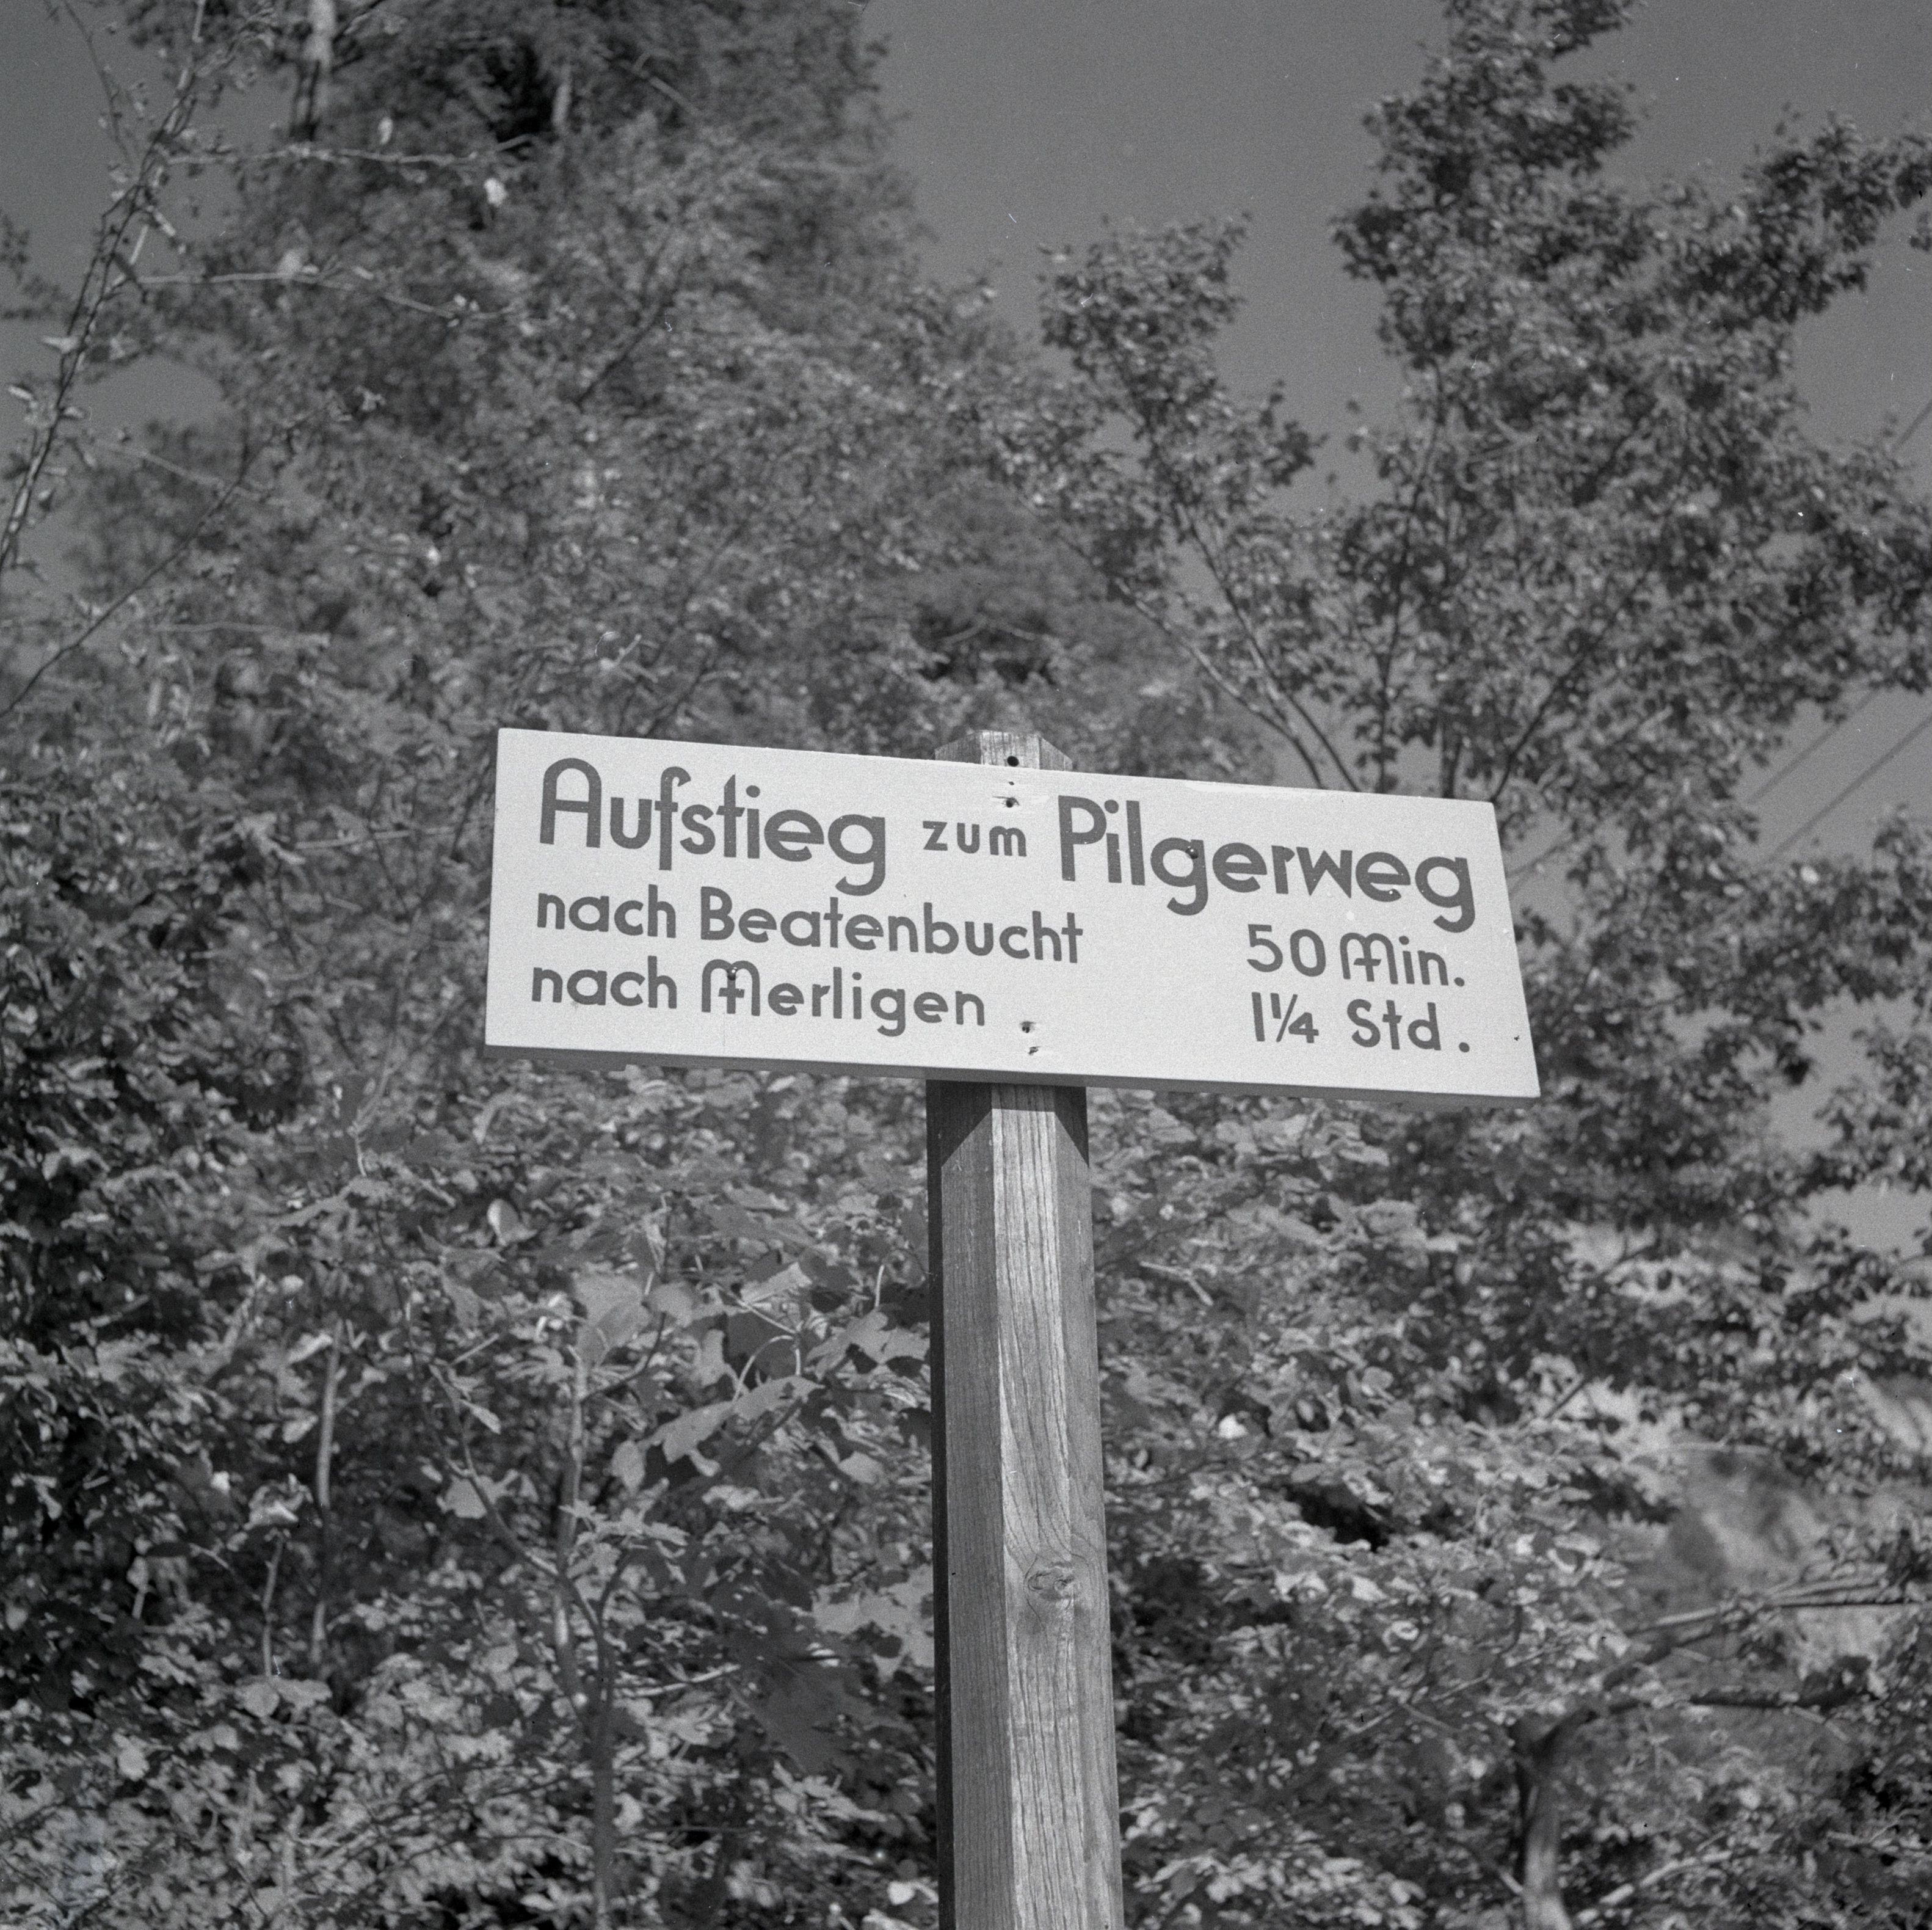 Aufstieg zum Pilgerweg
nach Beatenbucht 50 Min.
nach Merligen 1¼ Std.